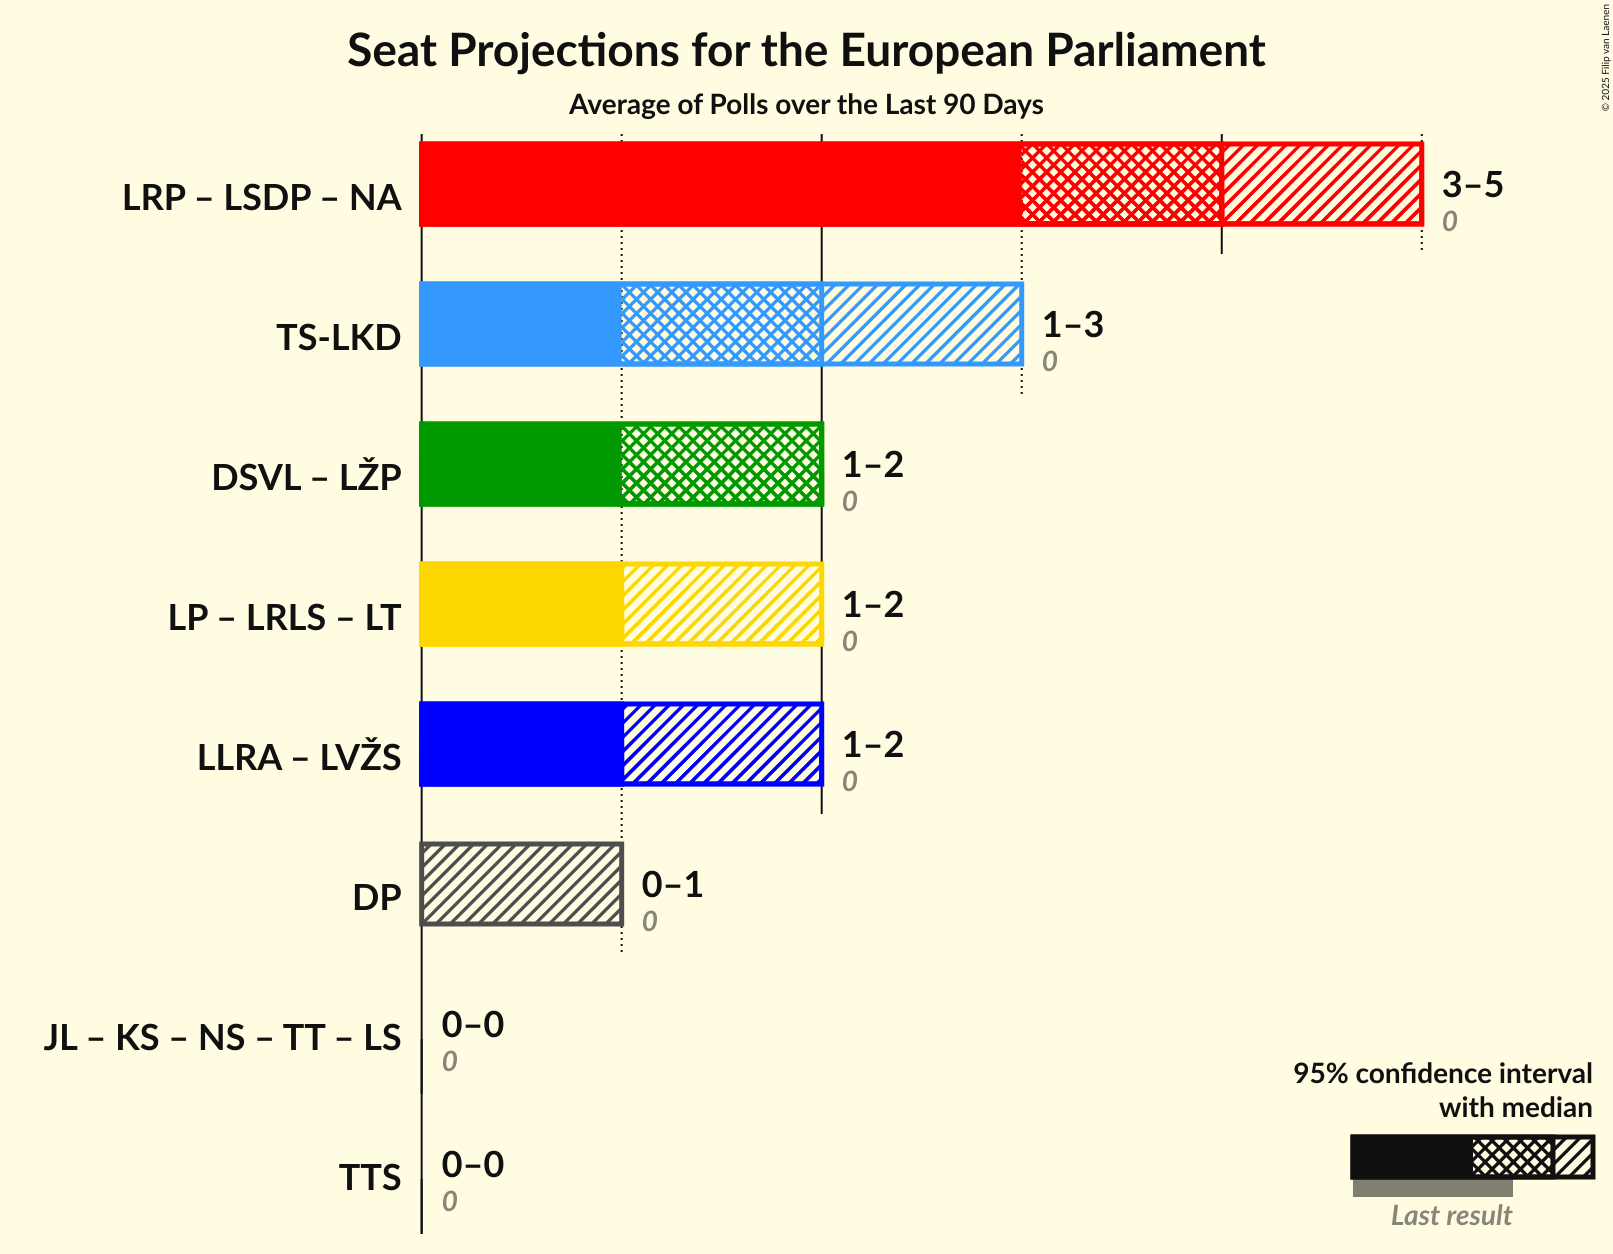 Seat Projections for the European Parliament
Average of Polls over the Last 90 Days
© 2025 Filip van Laenen
LRP – LSDP – NA
3–5
0
TS-LKD
1–3
0
DSVL – LŽP
1–2
0
LP – LRLS – LT
1–2
0
LLRA – LVŽS
1–2
0
DP
0–1
0
JL – KS – NS – TT – LS
0–0
0
TTS
0–0
0
95% confidence interval
with median
Last result